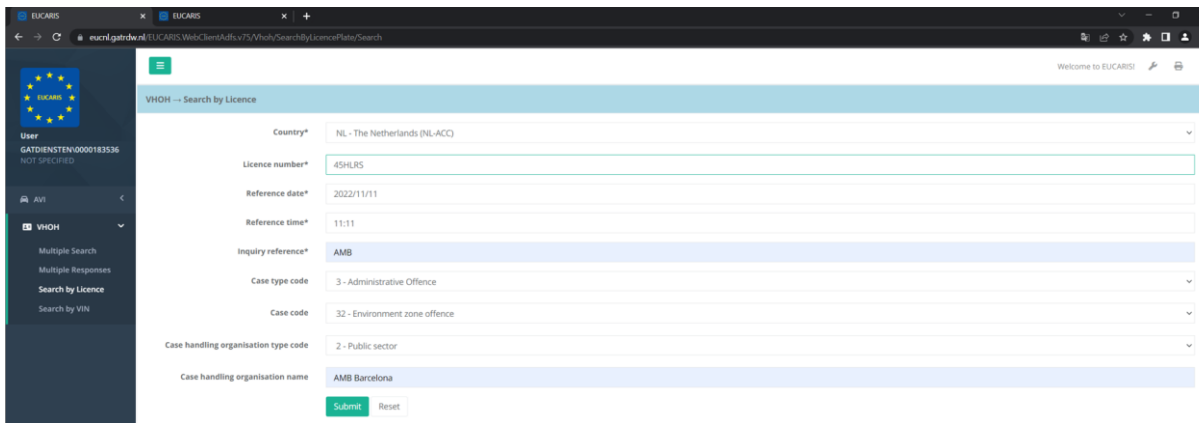 EUCARIS
EUCARIS
eucnl.gatrdw.nl/EUCARIS.WebClientAdfs.v75/Vhoh/SearchByLicencePlate/Search
EUCARIS
Welcome to EUCARIS!
VHOH → Search by Licence
User
GATDIENSTEN\0000183536
NOT SPECIFIED
AVI
VHOH
Multiple Search
Multiple Responses
Search by Licence
Search by VIN
Country* NL - The Netherlands (NL-ACC)
Licence number* 45HLRS
Reference date* 2022/11/11
Reference time* 11:11
Inquiry reference* AMB
Case type code 3 - Administrative Offence
Case code 32 - Environment zone offence
Case handling organisation type code 2 - Public sector
Case handling organisation name AMB Barcelona
Submit Reset